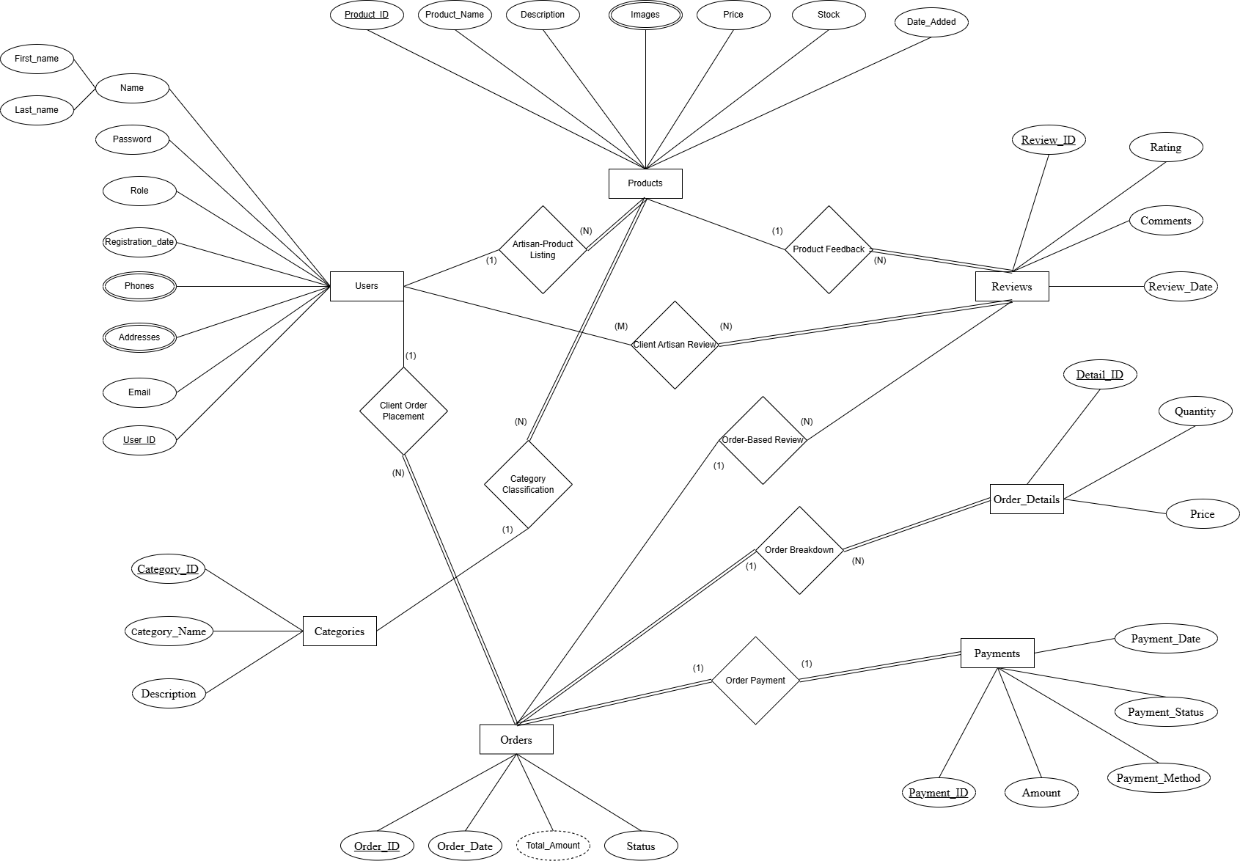 Product_ID
Product_Name
Description
Images
Price
Stock
Date_Added
First_name
Last_name
Name
Password
Role
Registration_date
Phones
Addresses
Email
User_ID
Users
Products
Artisan-Product
Listing
(1)
(N)
Product Feedback
(1)
(N)
Review_ID
Rating
Comments
Review_Date
Reviews
Client Artisan Review
(M)
(N)
Client Order
Placement
(1)
(N)
Category
Classification
(N)
(1)
Order-Based Review
(N)
(1)
Detail_ID
Quantity
Price
Order_Details
Order Breakdown
(1)
(N)
Category_ID
Category_Name
Description
Categories
Order Payment
(1)
(1)
Payments
Payment_Date
Payment_Status
Payment_Method
Amount
Payment_ID
Orders
Order_ID
Order_Date
Total_Amount
Status